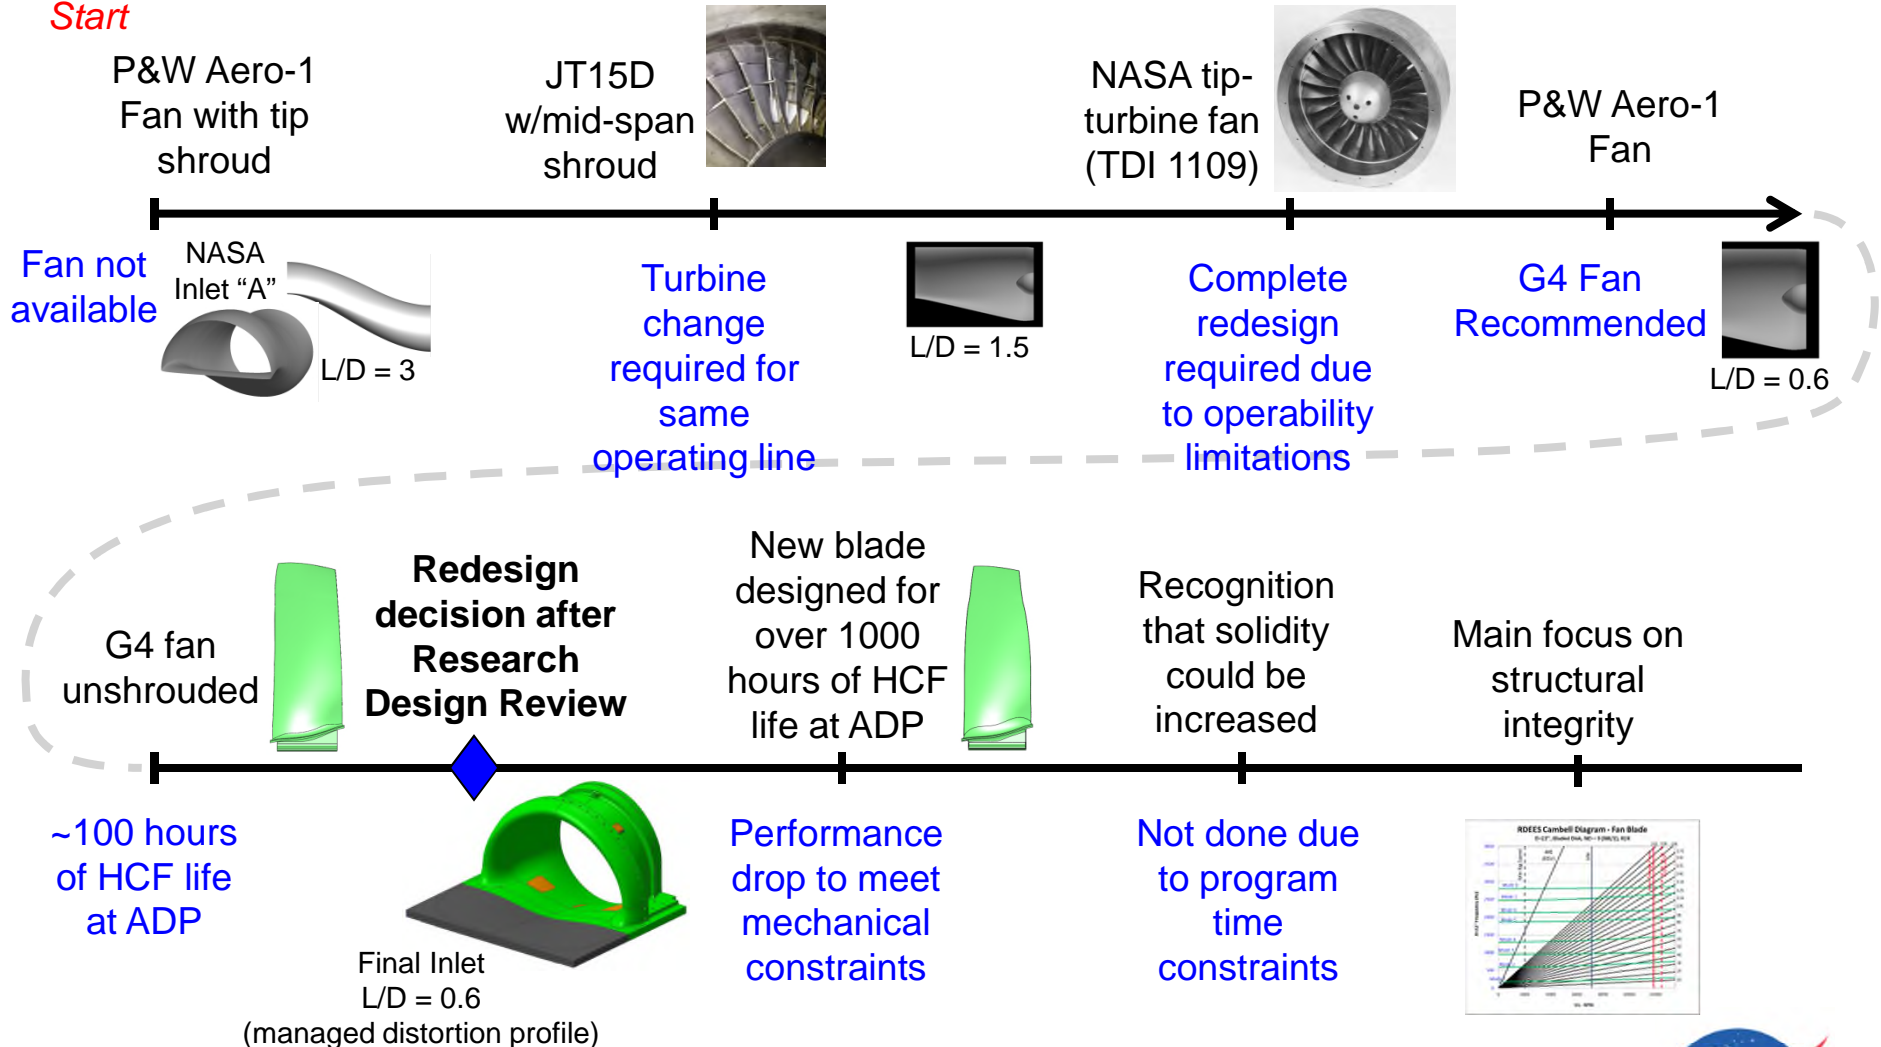 Start
P&W Aero-1
Fan with tip
shroud
JT15D
w/mid-span
shroud
NASA tip-
turbine fan
(TDI 1109)
P&W Aero-1
Fan
Fan not
available
NASA
Inlet “A”
L/D = 3
Turbine
change
required for
same
operating line
L/D = 1.5
Complete
redesign
required due
to operability
limitations
G4 Fan
Recommended
L/D = 0.6
G4 fan
unshrouded
Redesign
decision after
Research
Design Review
New blade
designed for
over 1000
hours of HCF
life at ADP
Recognition
that solidity
could be
increased
Main focus on
structural
integrity
~100 hours
of HCF life
at ADP
Final Inlet
L/D = 0.6
(managed distortion profile)
Performance
drop to meet
mechanical
constraints
Not done due
to program
time
constraints
RDEES Cambell Diagram - Fan Blade